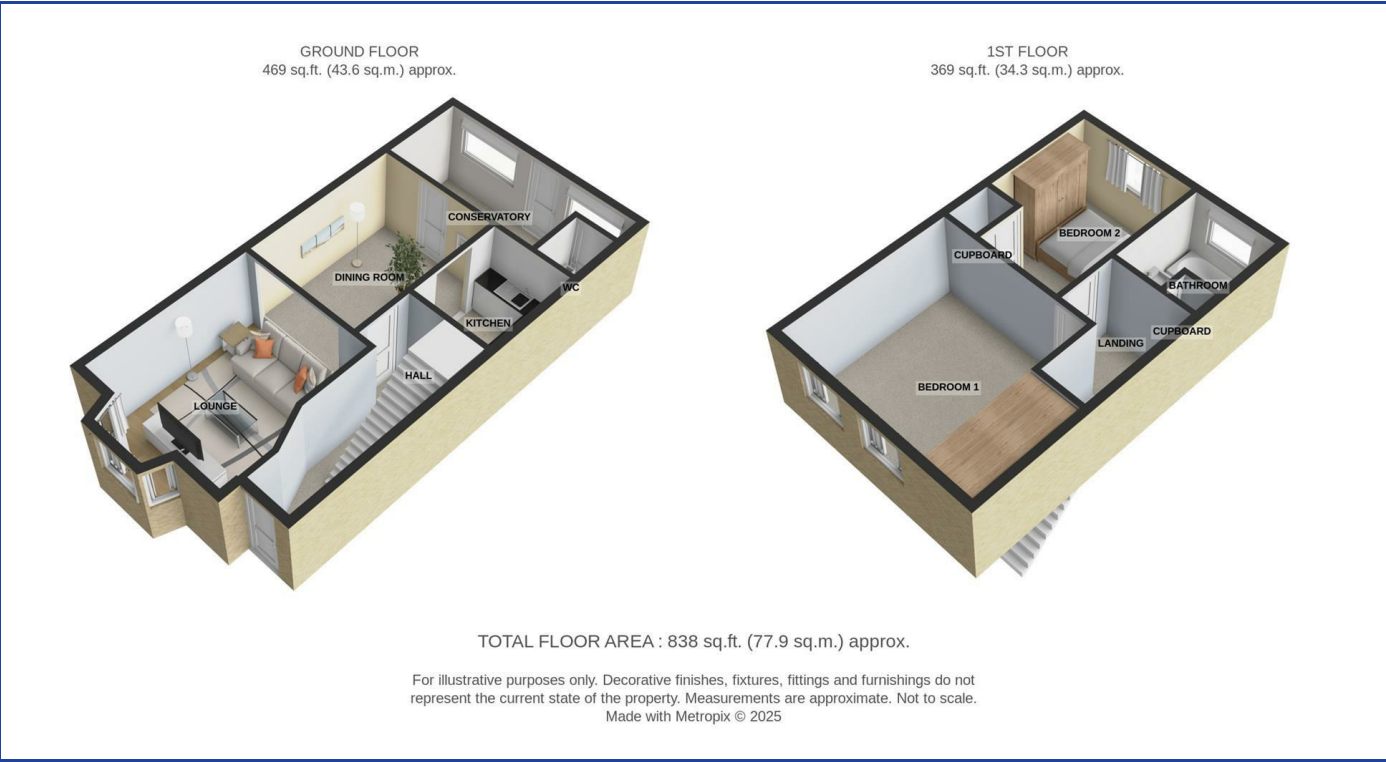 GROUND FLOOR
469 sq.ft. (43.6 sq.m.) approx.
CONSERVATORY
DINING ROOM
WC
KITCHEN
HALL
LOUNGE
1ST FLOOR
369 sq.ft. (34.3 sq.m.) approx.
BEDROOM 2
CUPBOARD
BATHROOM
CUPBOARD
LANDING
BEDROOM 1
TOTAL FLOOR AREA : 838 sq.ft. (77.9 sq.m.) approx.
For illustrative purposes only. Decorative finishes, fixtures, fittings and furnishings do not
represent the current state of the property. Measurements are approximate. Not to scale.
Made with Metropix © 2025